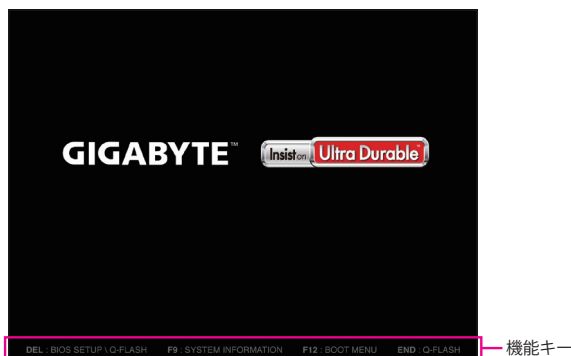 GIGABYTE™ Insist on Ultra Durable™
DEL : BIOS SETUP \ Q-FLASH F9 : SYSTEM INFORMATION F12 : BOOT MENU END : Q-FLASH 機能キー